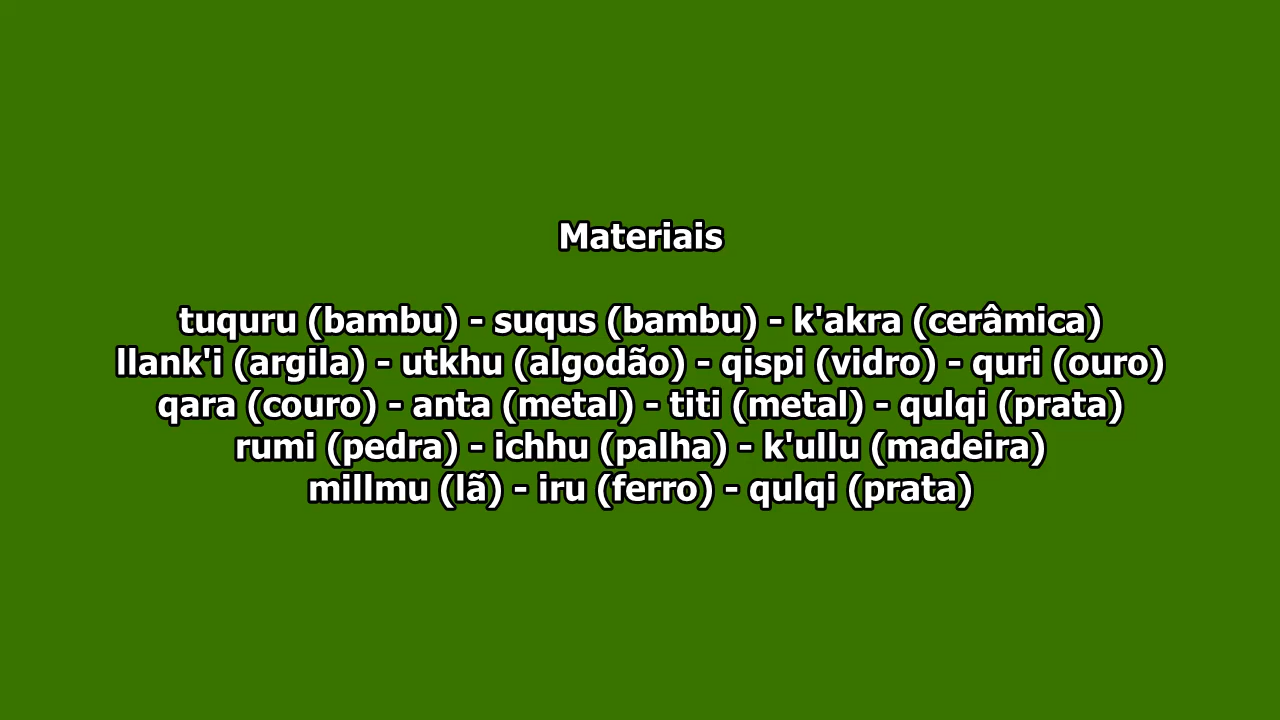 Materiais
tuquru (bambu) - suqus (bambu) - k'akra (cerâmica)
llank'i (argila) - utkhu (algodão) - qispi (vidro) - quri (ouro)
qara (couro) - anta (metal) - titi (metal) - qulqi (prata)
rumi (pedra) - ichhu (palha) - k'ullu (madeira)
millmu (lã) - iru (ferro) - qulqi (prata)